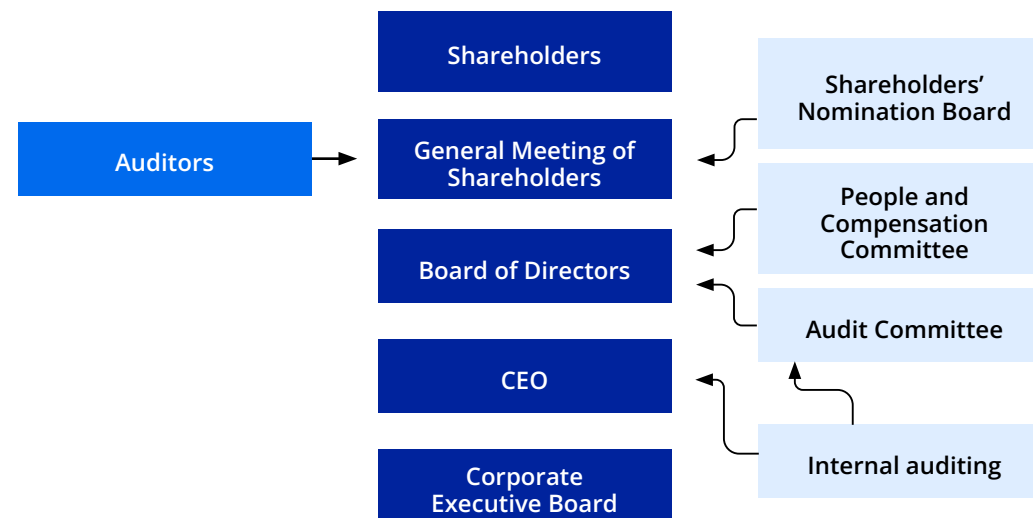 Shareholders
Shareholders’
Nomination Board
Auditors
General Meeting of
Shareholders
People and
Compensation
Committee
Board of Directors
Audit Committee
CEO
Internal auditing
Corporate
Executive Board